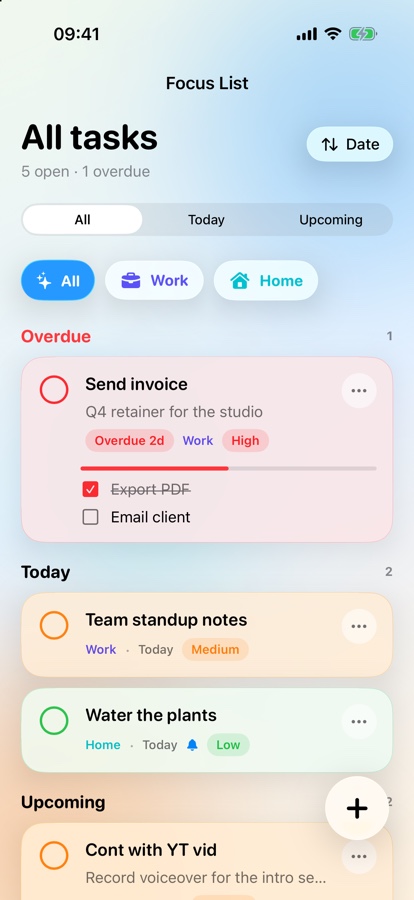 09:41
Focus List
All tasks
5 open · 1 overdue
Date
All
Today
Upcoming
All
Work
Home
Overdue
1
Send invoice
Q4 retainer for the studio
Overdue 2d
Work
High
Export PDF
Email client
Today
2
Team standup notes
Work · Today
Medium
Water the plants
Home · Today
Low
Upcoming
2
Cont with YT vid
Record voiceover for the intro se...